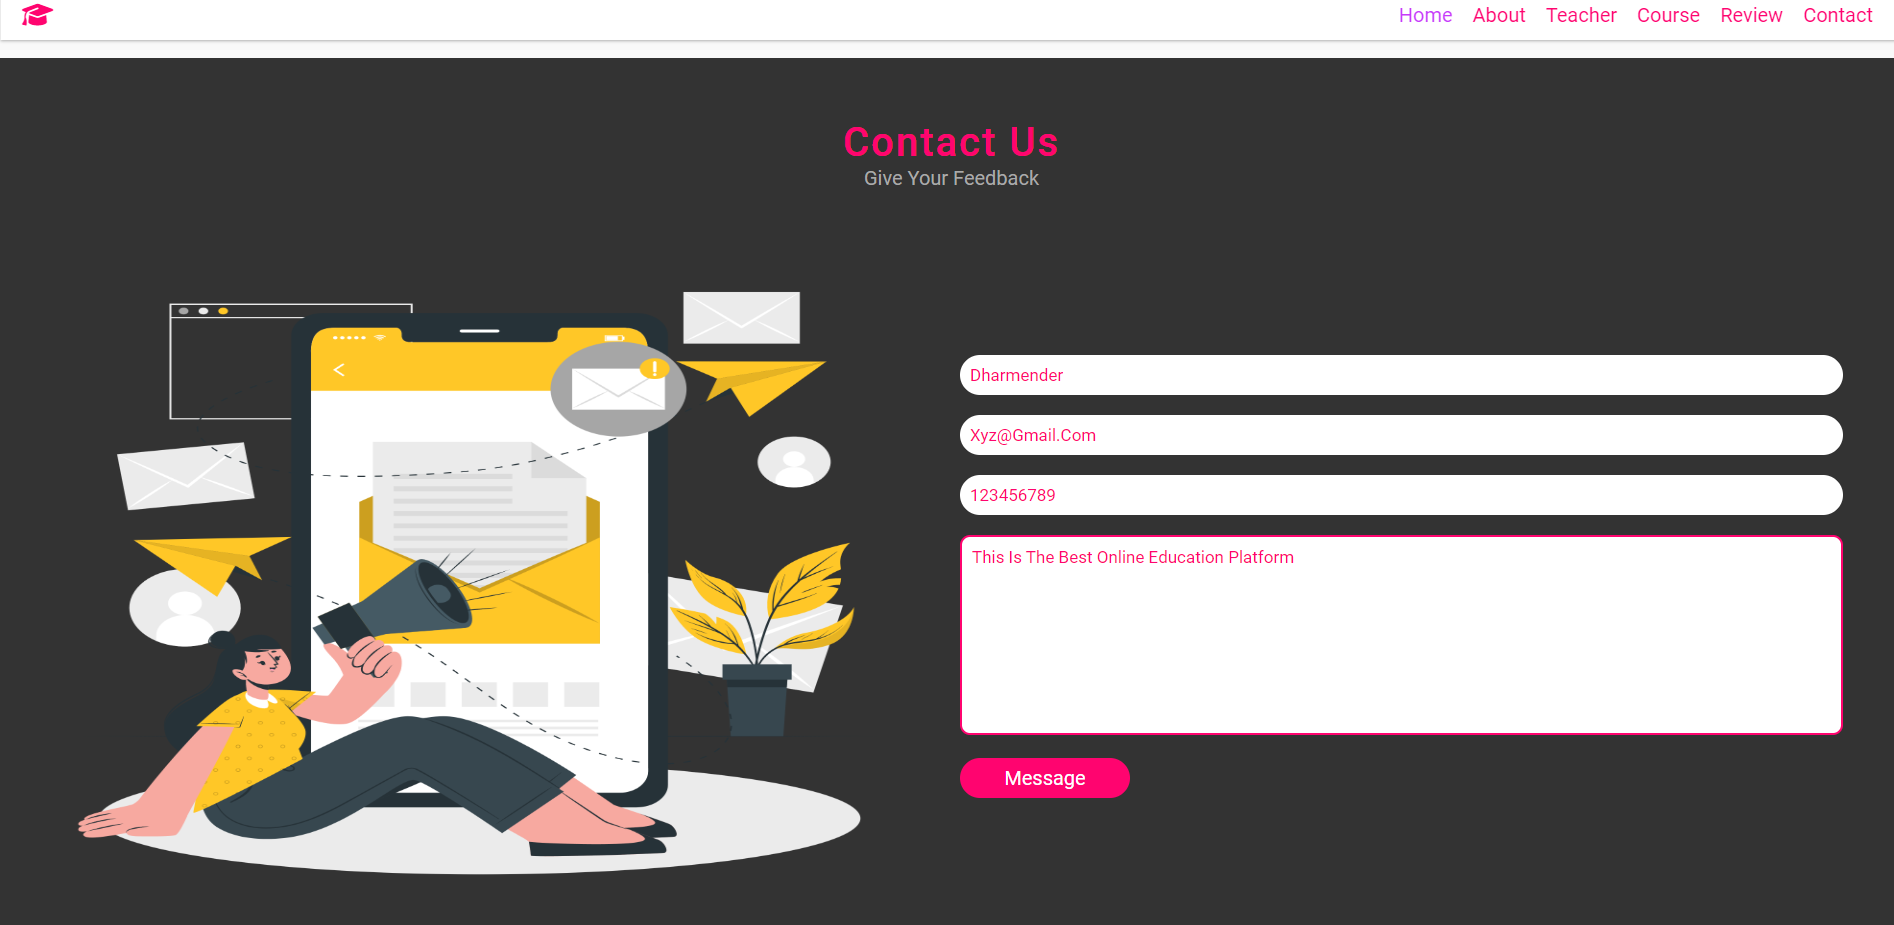 Home About Teacher Course Review Contact
Contact Us
Give Your Feedback
Dharmender
Xyz@Gmail.Com
123456789
This Is The Best Online Education Platform
Message